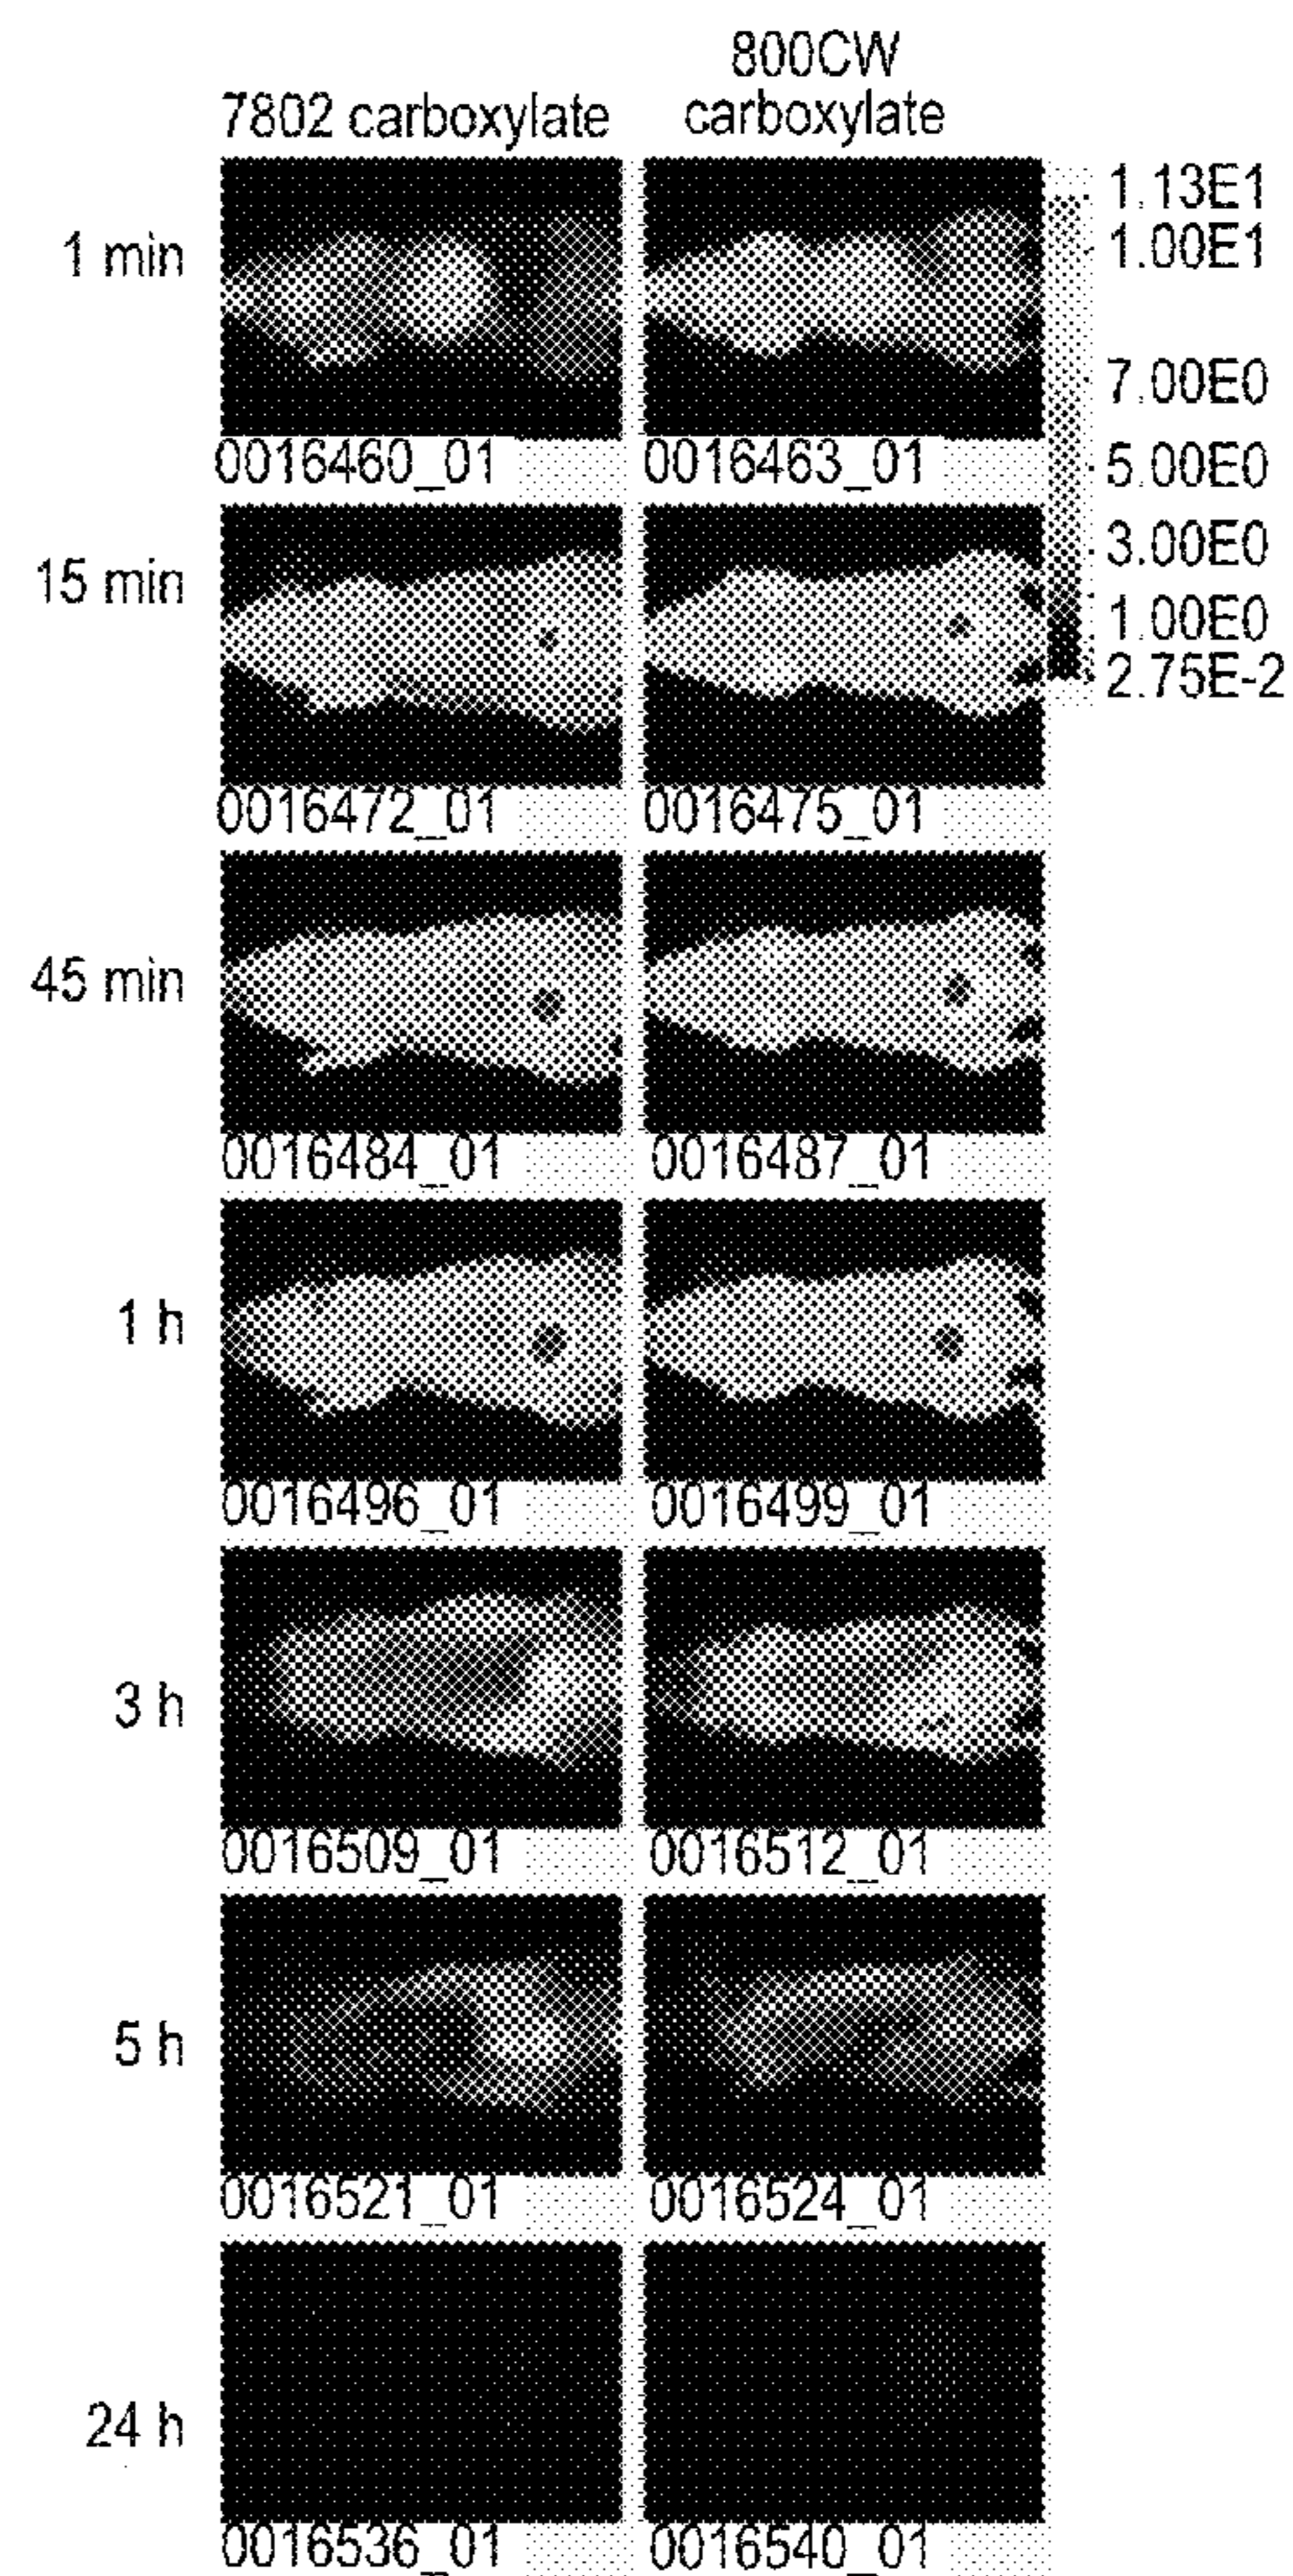 800CW
7802 carboxylate carboxylate
1 min
1.13E1
1.00E1
7.00E0
5.00E0
3.00E0
1.00E0
2.75E-2
0016460_01 0016463_01
15 min
0016472_01 0016475_01
45 min
0016484_01 0016487_01
1 h
0016496_01 0016499_01
3 h
0016509_01 0016512_01
5 h
0016521_01 0016524_01
24 h
0016536_01 0016540_01